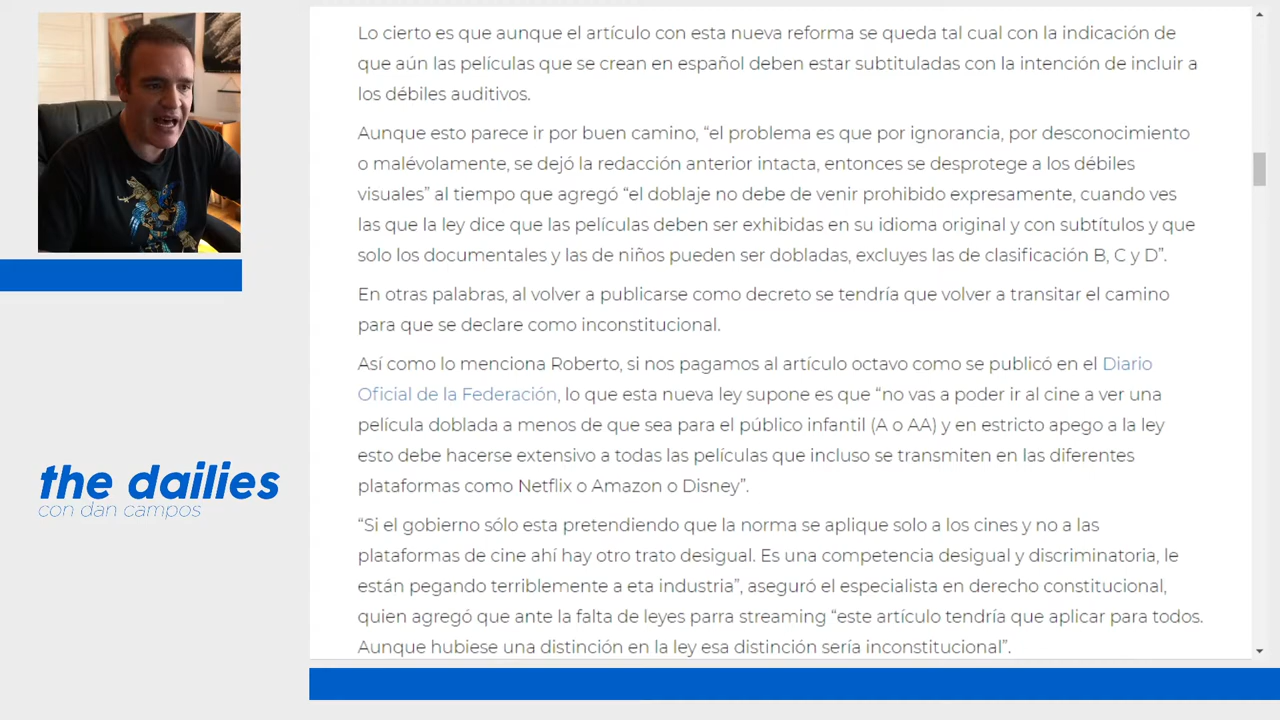 Lo cierto es que aunque el artículo con esta nueva reforma se queda tal cual con la indicación de
que aún las películas que se crean en español deben estar subtituladas con la intención de incluir a
los débiles auditivos.
Aunque esto parece ir por buen camino, “el problema es que por ignorancia, por desconocimiento
o malévolamente, se dejó la redacción anterior intacta, entonces se desprotege a los débiles
visuales” al tiempo que agregó “el doblaje no debe de venir prohibido expresamente, cuando ves
las que la ley dice que las películas deben ser exhibidas en su idioma original y con subtítulos y que
solo los documentales y las de niños pueden ser dobladas, excluyes las de clasificación B, C y D”.
En otras palabras, al volver a publicarse como decreto se tendría que volver a transitar el camino
para que se declare como inconstitucional.
Así como lo menciona Roberto, si nos pagamos al artículo octavo como se publicó en el Diario
Oficial de la Federación, lo que esta nueva ley supone es que “no vas a poder ir al cine a ver una
película doblada a menos de que sea para el público infantil (A o AA) y en estricto apego a la ley
esto debe hacerse extensivo a todas las películas que incluso se transmiten en las diferentes
plataformas como Netflix o Amazon o Disney”.
“Si el gobierno sólo esta pretendiendo que la norma se aplique solo a los cines y no a las
plataformas de cine ahí hay otro trato desigual. Es una competencia desigual y discriminatoria, le
están pegando terriblemente a eta industria”, aseguró el especialista en derecho constitucional,
quien agregó que ante la falta de leyes parra streaming “este artículo tendría que aplicar para todos.
Aunque hubiese una distinción en la ley esa distinción sería inconstitucional”.
the dailies
con dan campos